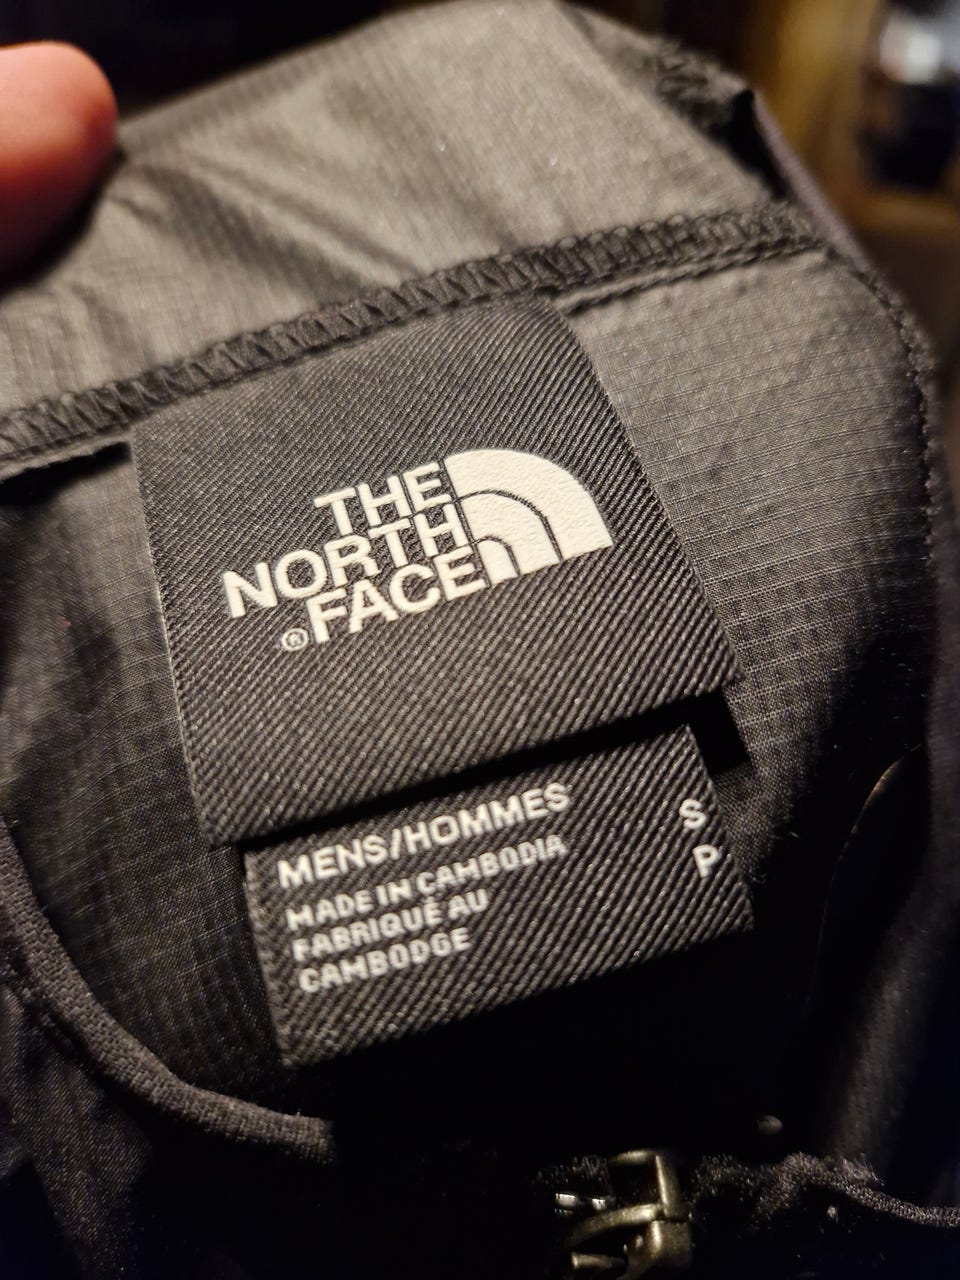 THE
NORTH
FACE
®
MENS/HOMMES S
MADE IN CAMBODIA P
FABRIQUÉ AU
CAMBODGE